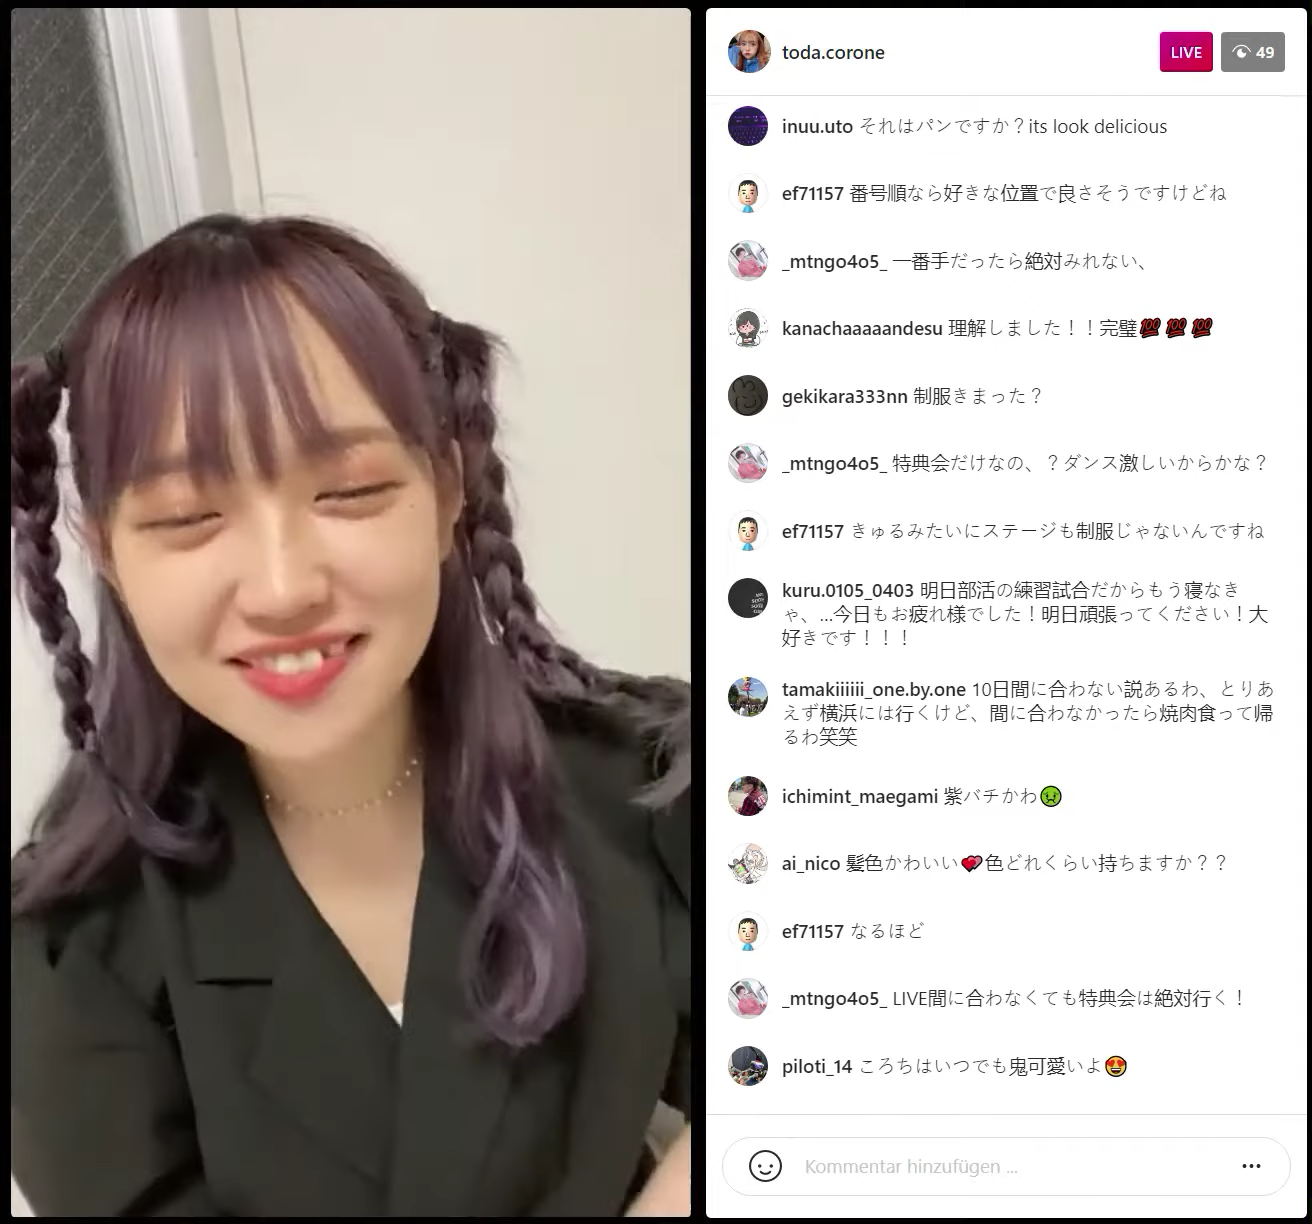 toda.corone
LIVE
49
inuu.uto それはパンですか？its look delicious
ef71157 番号順なら好きな位置で良さそうですけどね
_mtngo4o5_ 一番手だったら絶対みれない、
kanachaaaaandesu 理解しました！！完璧💯💯💯
gekikara333nn 制服きまった？
_mtngo4o5_ 特典会だけなの、？ダンス激しいからかな？
ef71157 きゅるみたいにステージも制服じゃないんですね
kuru.0105_0403 明日部活の練習試合だからもう寝なき
ゃ、...今日もお疲れ様でした！明日頑張ってください！大
好きです！！！
tamakiiiiii_one.by.one 10日間に合わない説あるわ、とりあ
えず横浜には行くけど、間に合わなかったら焼肉食って帰
るわ笑笑
ichimint_maegami 紫バチかわ🤢
ai_nico 髪色かわいい💕色どれくらい持ちますか？？
ef71157 なるほど
_mtngo4o5_ LIVE間に合わなくても特典会は絶対行く！
piloti_14 ころちはいつでも鬼可愛いよ😍
Kommentar hinzufügen ...